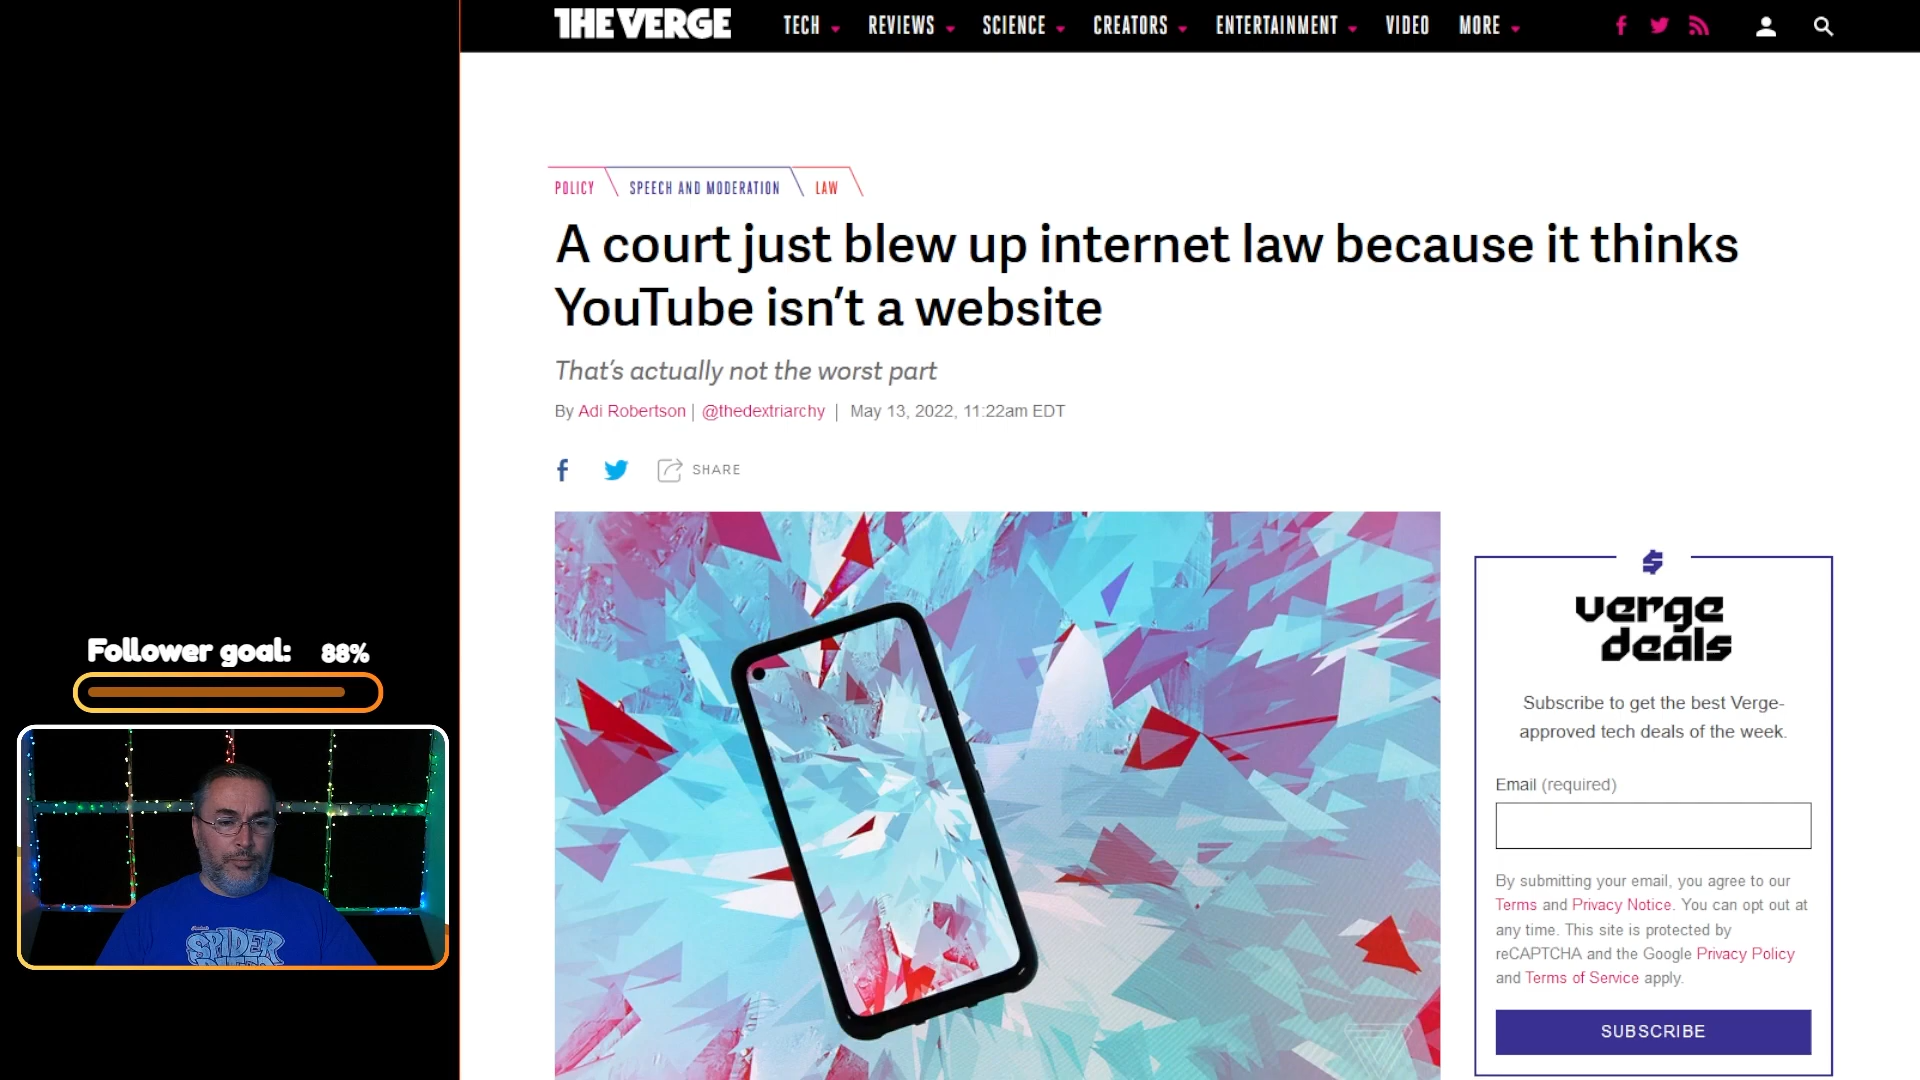 THE VERGE
TECH
REVIEWS
SCIENCE
CREATORS
ENTERTAINMENT
VIDEO
MORE
POLICY
SPEECH AND MODERATION
LAW
A court just blew up internet law because it thinks
YouTube isn’t a website
That’s actually not the worst part
By Adi Robertson | @thedextriarchy | May 13, 2022, 11:22am EDT
SHARE
verge
deals
Subscribe to get the best Verge-
approved tech deals of the week.
Email (required)
By submitting your email, you agree to our
Terms and Privacy Notice. You can opt out at
any time. This site is protected by
reCAPTCHA and the Google Privacy Policy
and Terms of Service apply.
SUBSCRIBE
Follower goal: 88%
SPIDER